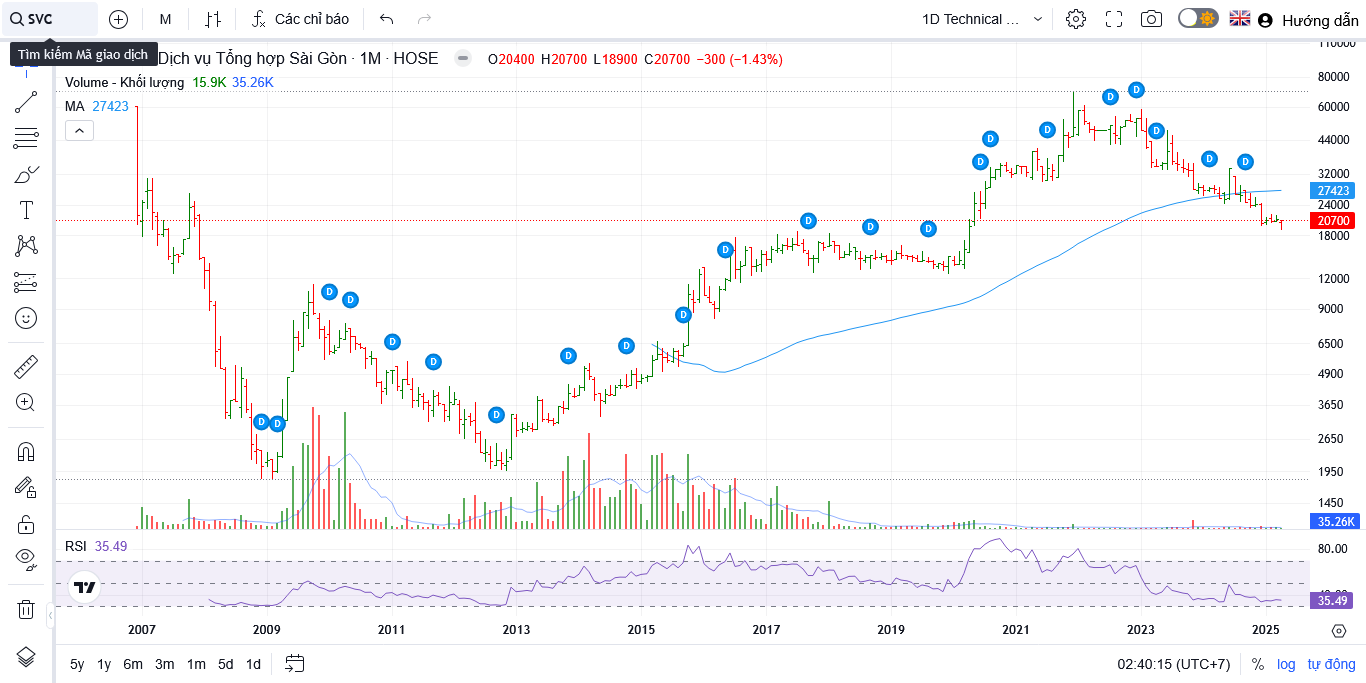 SVC M Các chỉ báo 1D Technical ... Hướng dẫn
Tìm kiếm Mã giao dịch
Dịch vụ Tổng hợp Sài Gòn · 1M · HOSE O20400 H20700 L18900 C20700 −300 (−1.43%)
Volume - Khối lượng 15.9K 35.26K
MA 27423
110000
80000
60000
44000
32000
27423
24000
20700
18000
12000
9000
6500
4900
3650
2650
1950
1450
35.26K
D D D D D D D D D D D D D D D D D D D D D D
RSI 35.49
80.00
35.49
2007 2009 2011 2013 2015 2017 2019 2021 2023 2025
5y 1y 6m 3m 1m 5d 1d 02:40:15 (UTC+7) % log tự động